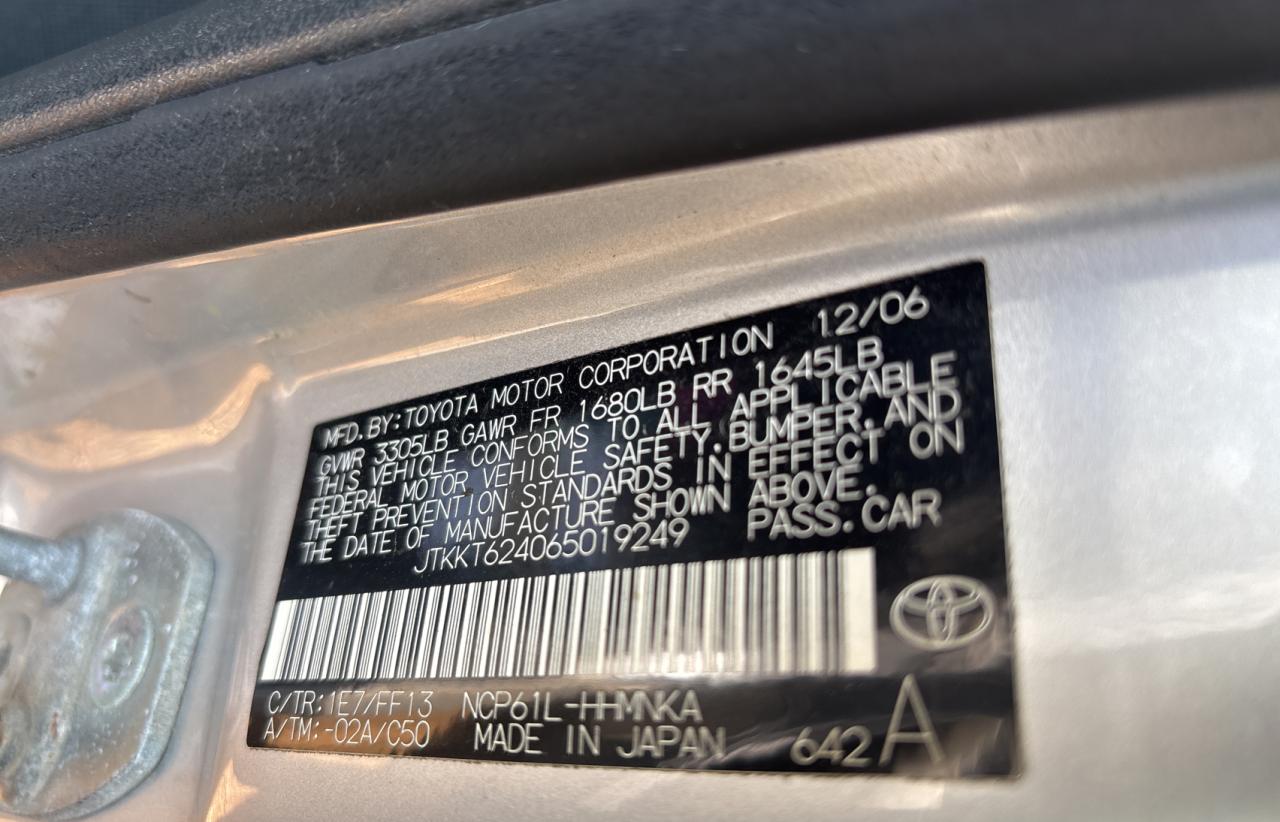 MFD.BY:TOYOTA MOTOR CORPORATION 12/06
GVWR 3305LB GAWR FR 1680LB RR 1645LB
THIS VEHICLE CONFORMS TO ALL APPLICABLE
FEDERAL MOTOR VEHICLE SAFETY,BUMPER,AND
THEFT PREVENTION STANDARDS IN EFFECT ON
THE DATE OF MANUFACTURE SHOWN ABOVE.
JTKKT624065019249 PASS.CAR
C/TR:1E7/FF13 NCP61L-HHMNKA
A/TM:-02A/C50 MADE IN JAPAN 642 A